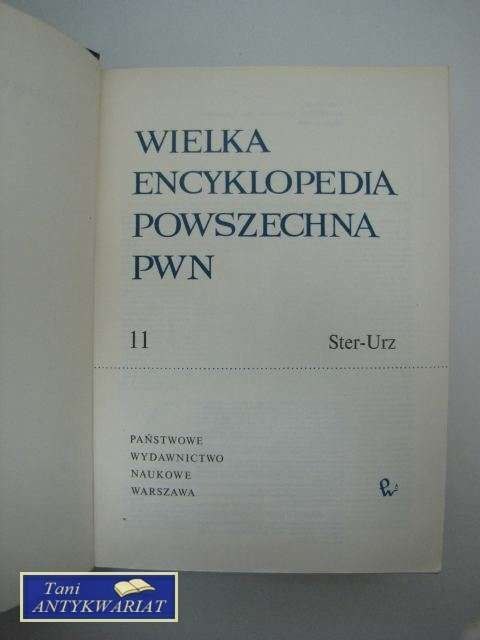 WIELKA
ENCYKLOPEDIA
POWSZECHNA
PWN
11 Ster-Urz
PAŃSTWOWE
WYDAWNICTWO
NAUKOWE
WARSZAWA
Tani
ANTYKWARIAT